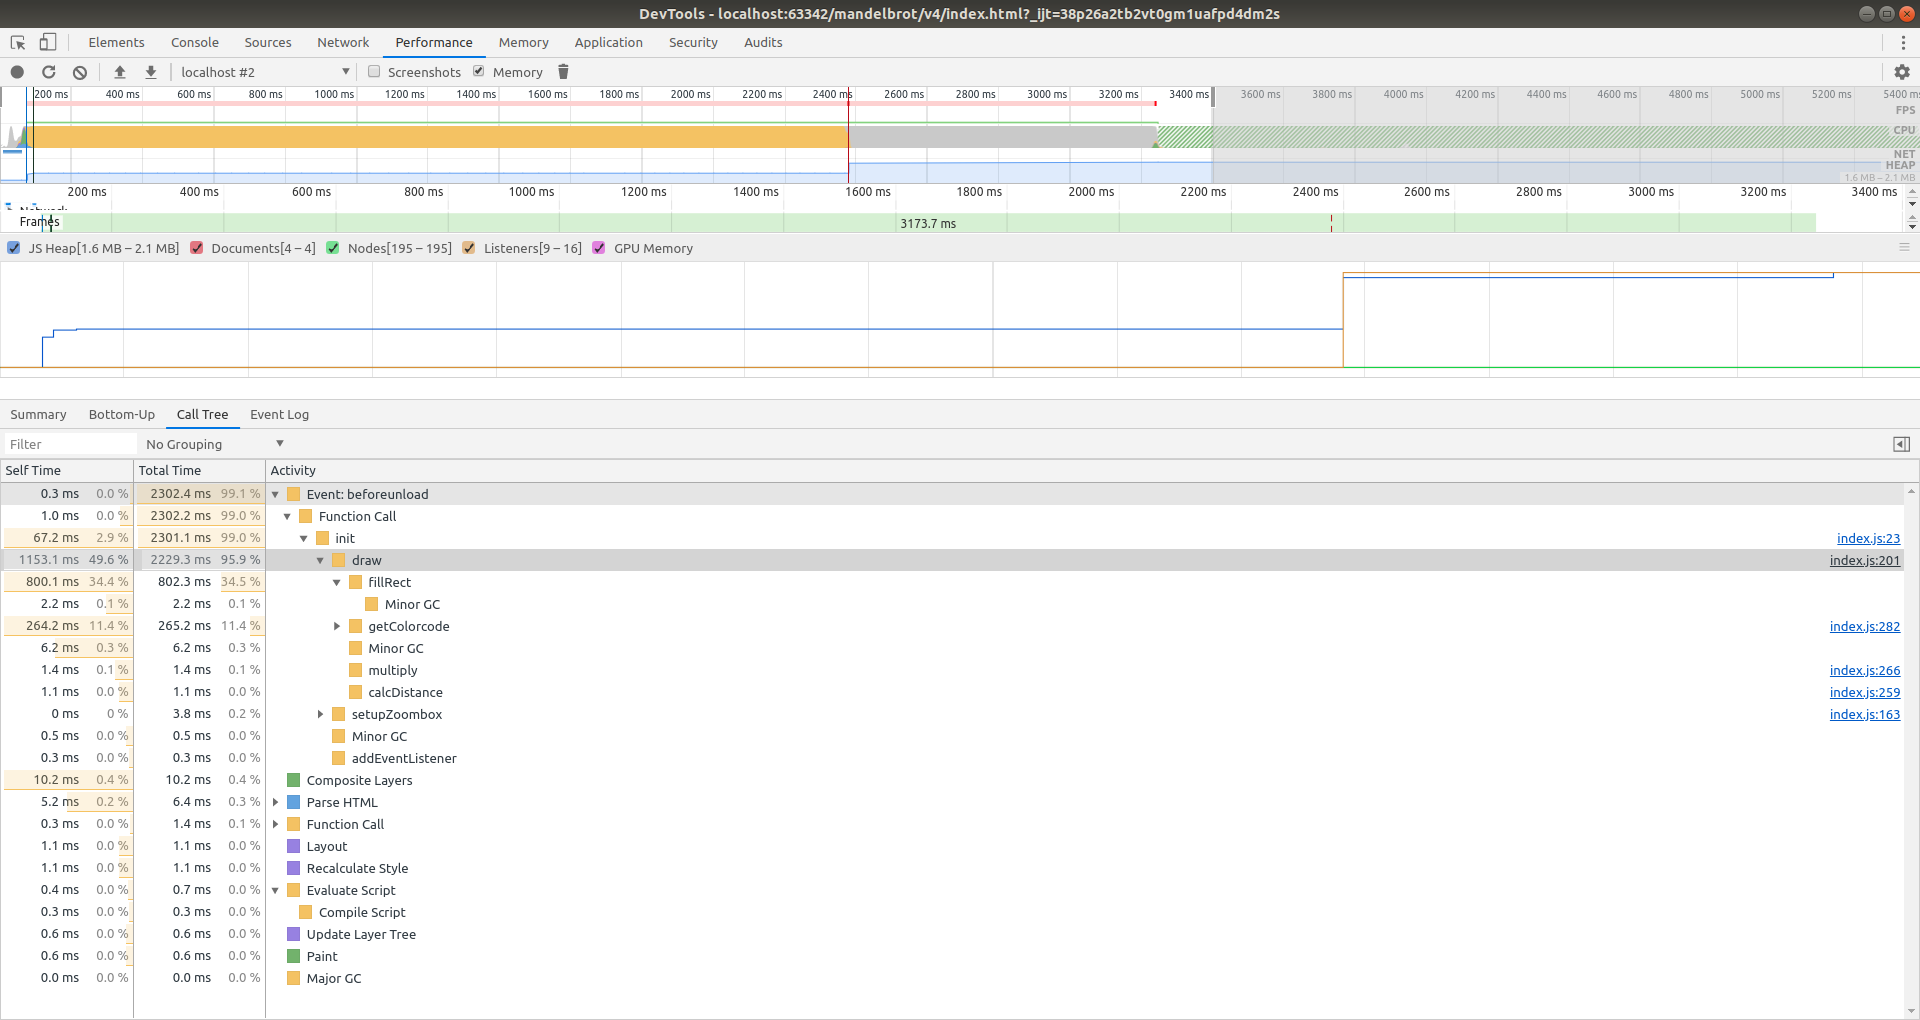 DevTools - localhost:63342/mandelbrot/v4/index.html?_ijt=38p26a2tb2vt0gm1uafpd4dm2s
Elements Console Sources Network Performance Memory Application Security Audits
localhost #2 Screenshots Memory
200 ms 400 ms 600 ms 800 ms 1000 ms 1200 ms 1400 ms 1600 ms 1800 ms 2000 ms 2200 ms 2400 ms 2600 ms 2800 ms 3000 ms 3200 ms 3400 ms 3600 ms 3800 ms 4000 ms 4200 ms 4400 ms 4600 ms 4800 ms 5000 ms 5200 ms 5400 ms
FPS
CPU
NET
HEAP
1.6 MB – 2.1 MB
200 ms 400 ms 600 ms 800 ms 1000 ms 1200 ms 1400 ms 1600 ms 1800 ms 2000 ms 2200 ms 2400 ms 2600 ms 2800 ms 3000 ms 3200 ms 3400 ms
Network
Frames 3173.7 ms
JS Heap[1.6 MB – 2.1 MB] Documents[4 – 4] Nodes[195 – 195] Listeners[9 – 16] GPU Memory
Summary Bottom-Up Call Tree Event Log
Filter No Grouping
Self Time Total Time Activity
0.3 ms 0.0 % 2302.4 ms 99.1 % Event: beforeunload
1.0 ms 0.0 % 2302.2 ms 99.0 % Function Call
67.2 ms 2.9 % 2301.1 ms 99.0 % init index.js:23
1153.1 ms 49.6 % 2229.3 ms 95.9 % draw index.js:201
800.1 ms 34.4 % 802.3 ms 34.5 % fillRect
2.2 ms 0.1 % 2.2 ms 0.1 % Minor GC
264.2 ms 11.4 % 265.2 ms 11.4 % getColorcode index.js:282
6.2 ms 0.3 % 6.2 ms 0.3 % Minor GC
1.4 ms 0.1 % 1.4 ms 0.1 % multiply index.js:266
1.1 ms 0.0 % 1.1 ms 0.0 % calcDistance index.js:259
0 ms 0 % 3.8 ms 0.2 % setupZoombox index.js:163
0.5 ms 0.0 % 0.5 ms 0.0 % Minor GC
0.3 ms 0.0 % 0.3 ms 0.0 % addEventListener
10.2 ms 0.4 % 10.2 ms 0.4 % Composite Layers
5.2 ms 0.2 % 6.4 ms 0.3 % Parse HTML
0.3 ms 0.0 % 1.4 ms 0.1 % Function Call
1.1 ms 0.0 % 1.1 ms 0.0 % Layout
1.1 ms 0.0 % 1.1 ms 0.0 % Recalculate Style
0.4 ms 0.0 % 0.7 ms 0.0 % Evaluate Script
0.3 ms 0.0 % 0.3 ms 0.0 % Compile Script
0.6 ms 0.0 % 0.6 ms 0.0 % Update Layer Tree
0.6 ms 0.0 % 0.6 ms 0.0 % Paint
0.0 ms 0.0 % 0.0 ms 0.0 % Major GC